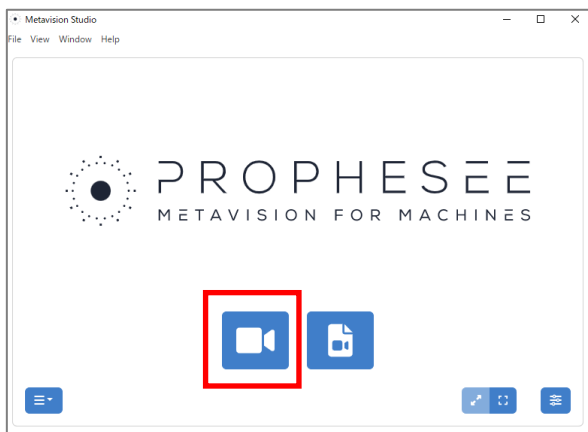 Metavision Studio
File View Window Help
PROPHESEE
METAVISION FOR MACHINES